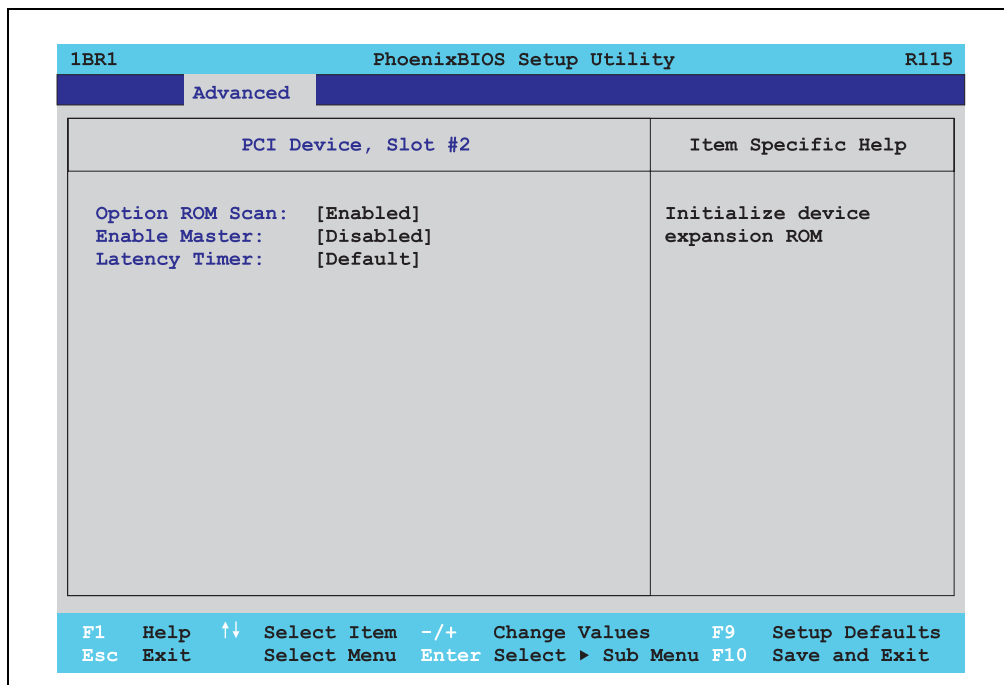 1BR1 PhoenixBIOS Setup Utility R115
Advanced
PCI Device, Slot #2 Item Specific Help
Option ROM Scan: [Enabled] Initialize device
Enable Master: [Disabled] expansion ROM
Latency Timer: [Default]
F1 Help ↑↓ Select Item -/+ Change Values F9 Setup Defaults
Esc Exit Select Menu Enter Select ▶ Sub Menu F10 Save and Exit